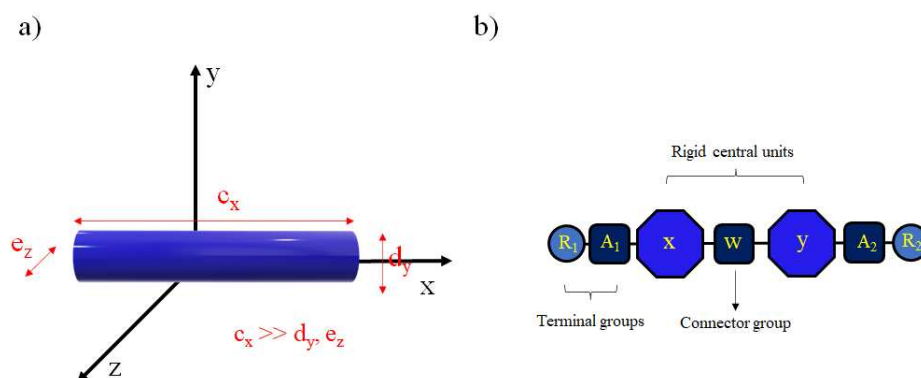 a)
y
c_x
e_z
d_y
x
c_x >> d_y, e_z
z
b)
Rigid central units
R_1 A_1 x w y A_2 R_2
Terminal groups
Connector group